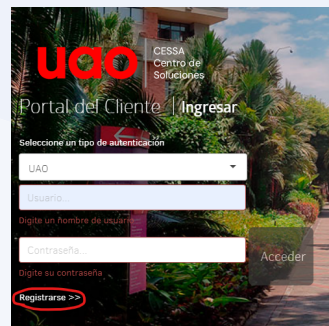 uao
CESSA
Centro de
Soluciones
Portal del Cliente | Ingresar
Seleccione un tipo de autenticación
UAO
Usuario...
Digite un nombre de usuario
Contraseña...
Digite su contraseña
Acceder
Registrarse >>